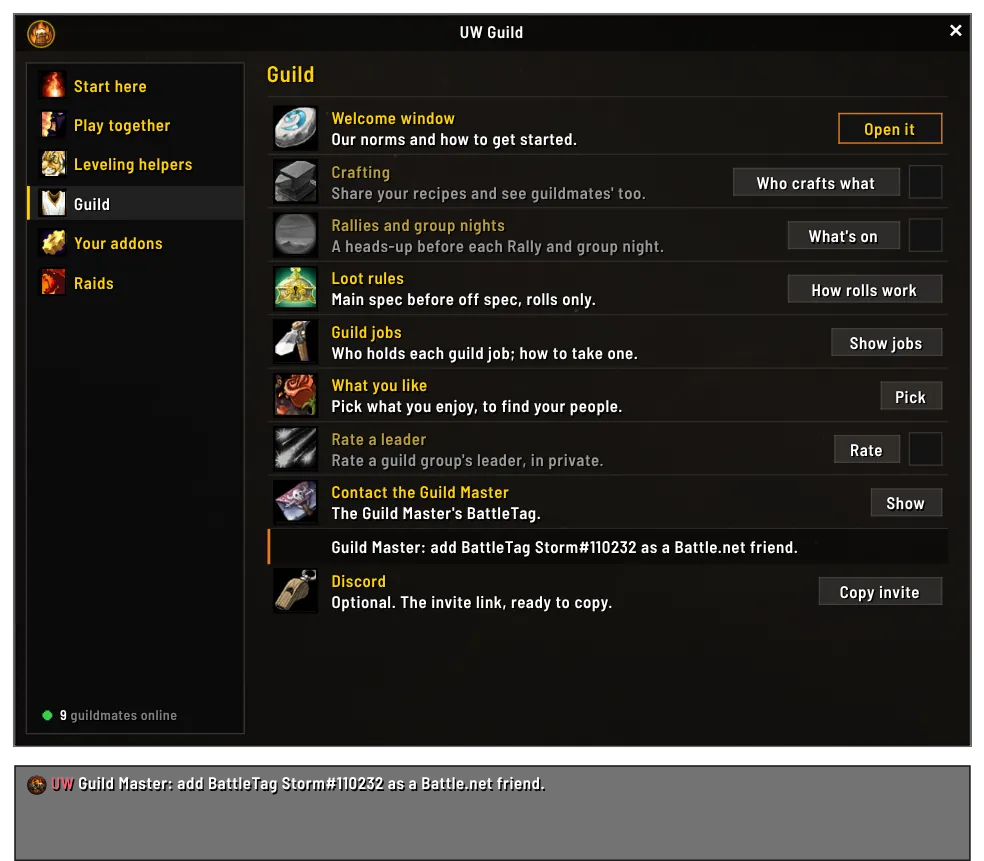 UW Guild
Start here
Play together
Leveling helpers
Guild
Your addons
Raids
9 guildmates online
Guild
Welcome window
Our norms and how to get started.
Open it
Crafting
Share your recipes and see guildmates' too.
Who crafts what
Rallies and group nights
A heads-up before each Rally and group night.
What's on
Loot rules
Main spec before off spec, rolls only.
How rolls work
Guild jobs
Who holds each guild job; how to take one.
Show jobs
What you like
Pick what you enjoy, to find your people.
Pick
Rate a leader
Rate a guild group's leader, in private.
Rate
Contact the Guild Master
The Guild Master's BattleTag.
Show
Guild Master: add BattleTag Storm#110232 as a Battle.net friend.
Discord
Optional. The invite link, ready to copy.
Copy invite
UW Guild Master: add BattleTag Storm#110232 as a Battle.net friend.